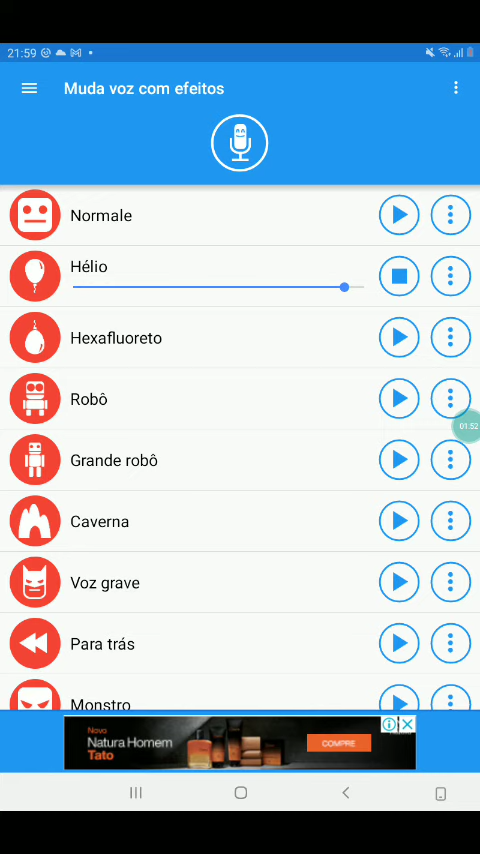 21:59
Muda voz com efeitos
Normale
Hélio
Hexafluoreto
Robô
01:52
Grande robô
Caverna
Voz grave
Para trás
Monstro
Novo
Natura Homem
Tato
COMPRE